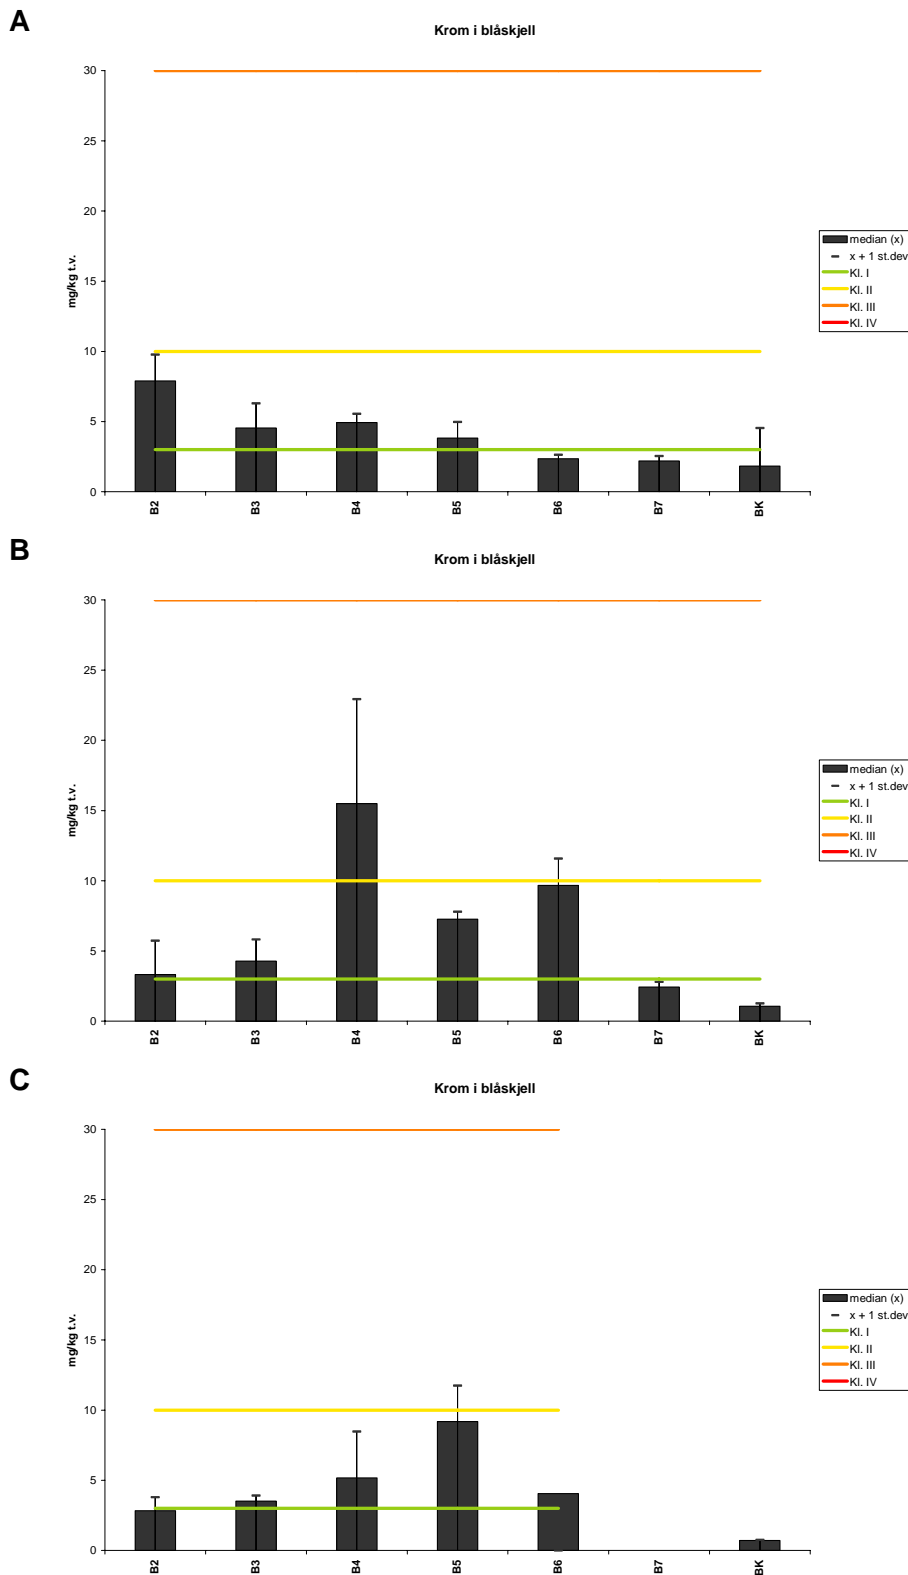 A
Krom i blåskjell
30
25
20
15
10
5
0
mg/kg t.v.
B2 B3 B4 B5 B6 B7 BK
median (x)
x + 1 st.dev
Kl. I
Kl. II
Kl. III
Kl. IV
B
Krom i blåskjell
30
25
20
15
10
5
0
mg/kg t.v.
B2 B3 B4 B5 B6 B7 BK
median (x)
x + 1 st.dev
Kl. I
Kl. II
Kl. III
Kl. IV
C
Krom i blåskjell
30
25
20
15
10
5
0
mg/kg t.v.
B2 B3 B4 B5 B6 B7 BK
median (x)
x + 1 st.dev
Kl. I
Kl. II
Kl. III
Kl. IV